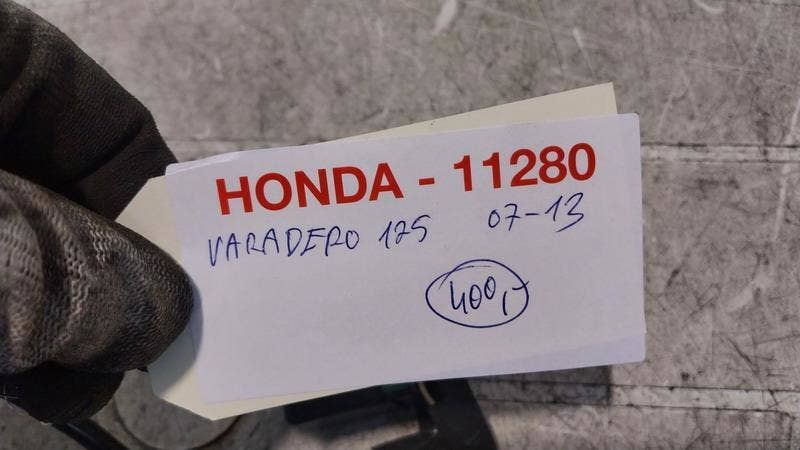 HONDA - 11280
VARADERO 125 07-13
400,-